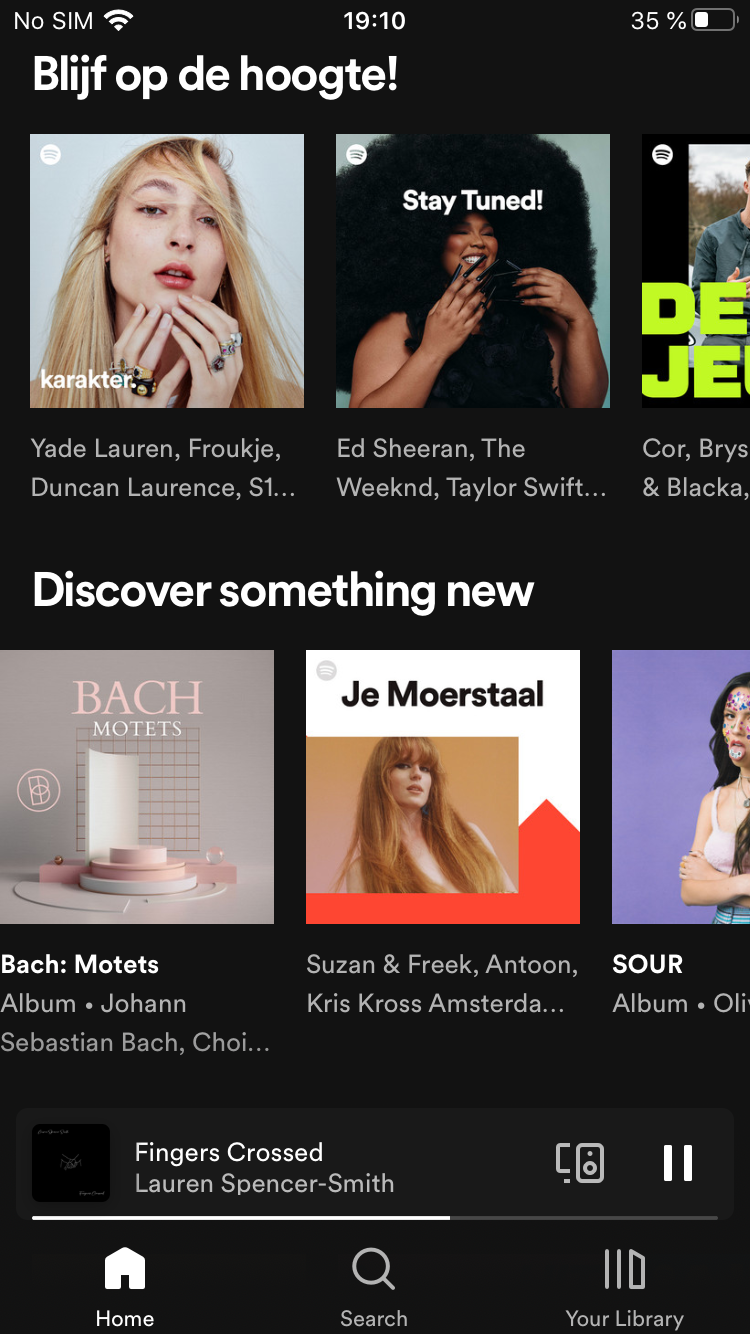 No SIM 19:10 35 %
Blijf op de hoogte!
Stay Tuned!
karakter.
DE
JE
Yade Lauren, Froukje,
Duncan Laurence, S1...
Ed Sheeran, The
Weeknd, Taylor Swift...
Cor, Brys
& Blacka,
Discover something new
BACH
MOTETS
Je Moerstaal
Bach: Motets
Album • Johann
Sebastian Bach, Choi...
Suzan & Freek, Antoon,
Kris Kross Amsterda...
SOUR
Album • Oli
Fingers Crossed
Lauren Spencer-Smith
Home
Search
Your Library